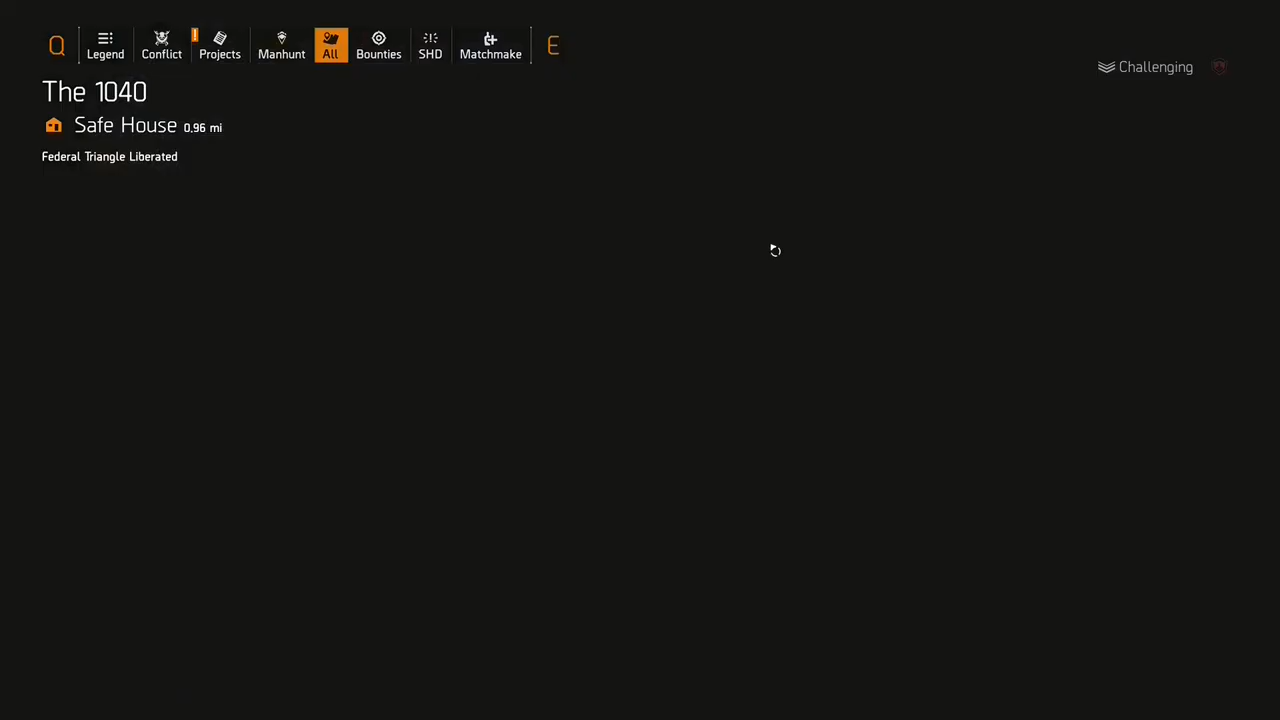 Q Legend Conflict Projects Manhunt All Bounties SHD Matchmake E
Challenging
The 1040
Safe House 0.96 mi
Federal Triangle Liberated